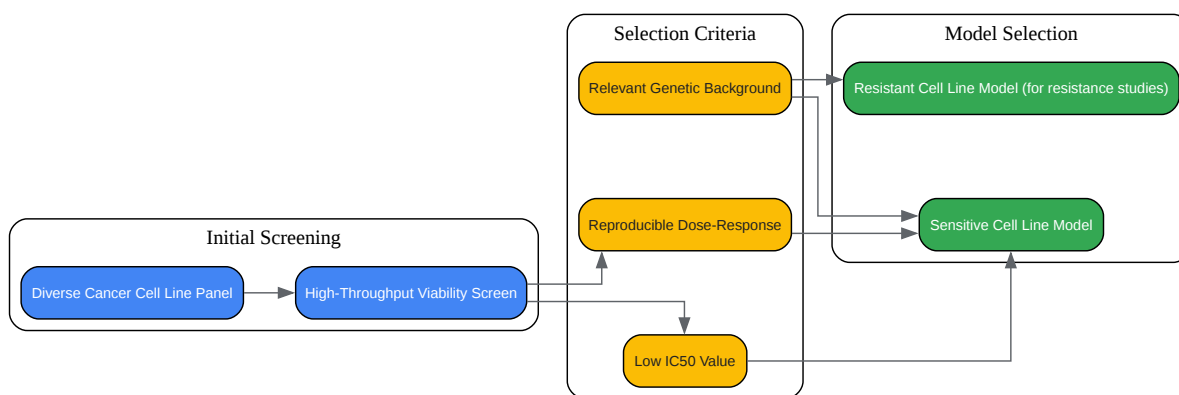 Initial Screening
Diverse Cancer Cell Line Panel
High-Throughput Viability Screen
Selection Criteria
Relevant Genetic Background
Reproducible Dose-Response
Low IC50 Value
Model Selection
Resistant Cell Line Model (for resistance studies)
Sensitive Cell Line Model